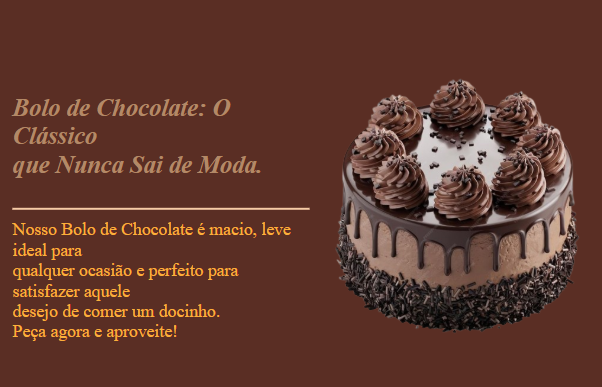 Bolo de Chocolate: O
Clássico
que Nunca Sai de Moda.
Nosso Bolo de Chocolate é macio, leve
ideal para
qualquer ocasião e perfeito para
satisfazer aquele
desejo de comer um docinho.
Peça agora e aproveite!